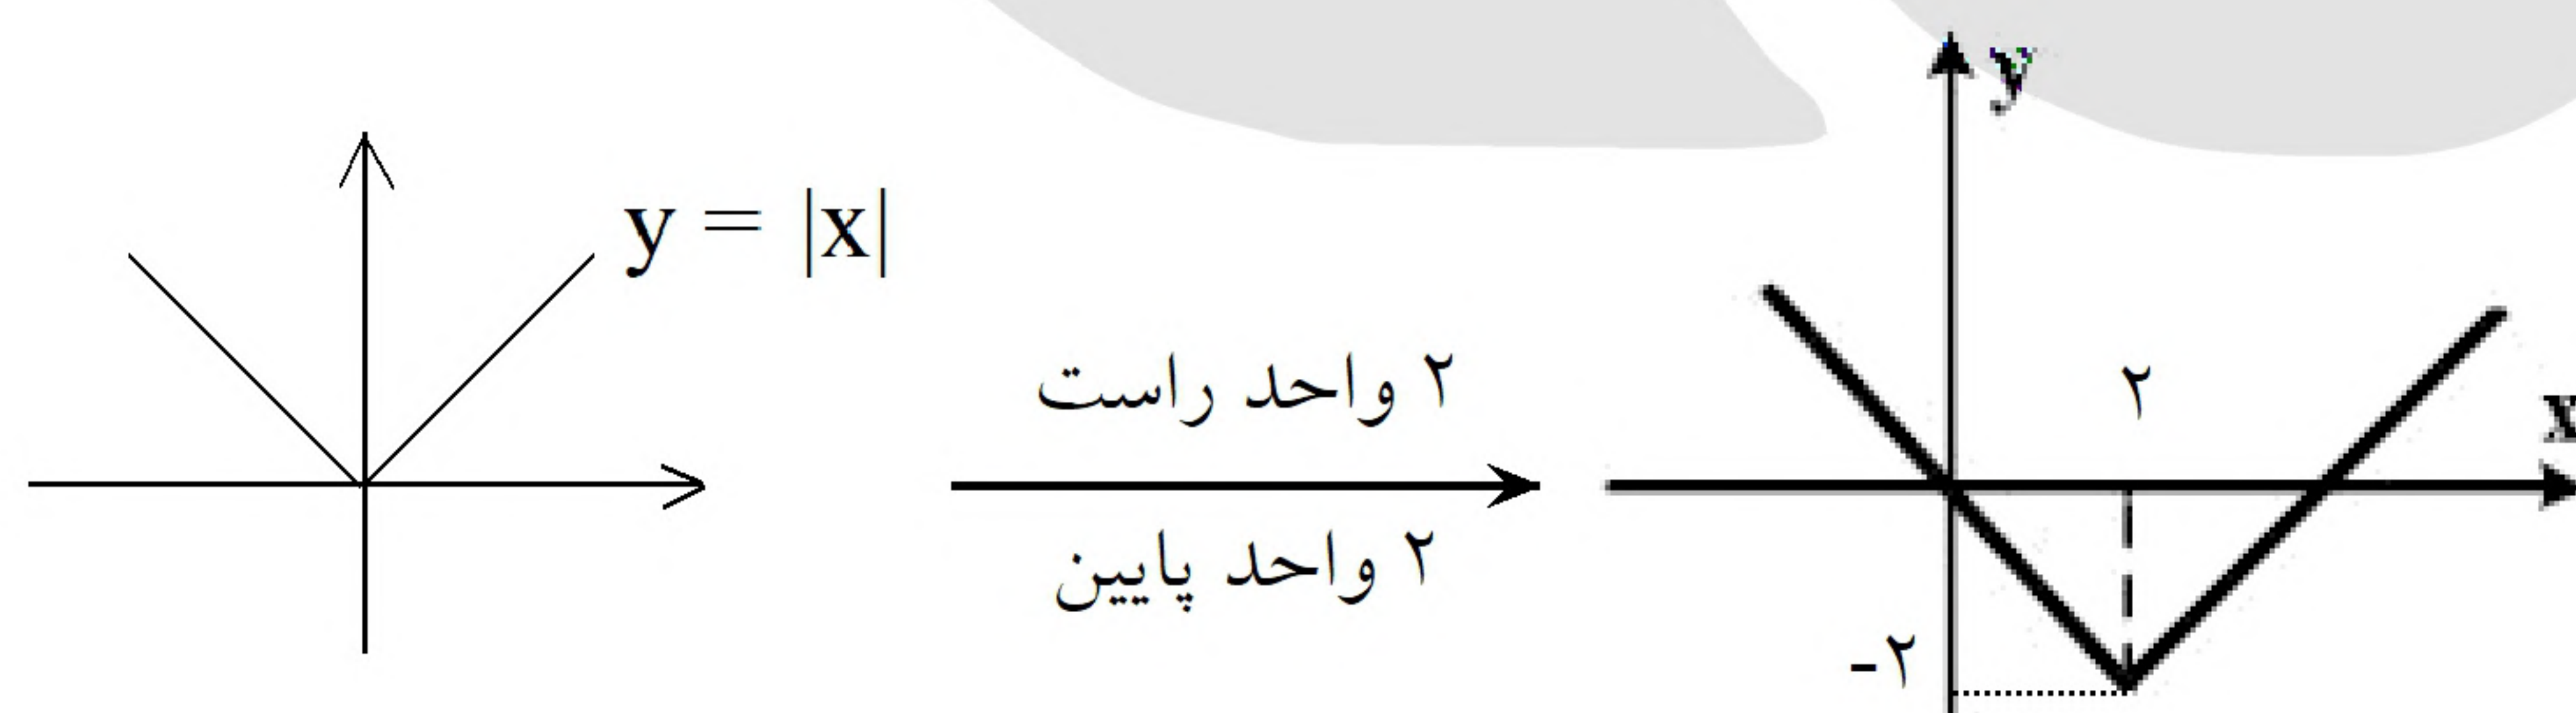 y = |x|
۲ واحد راست
۲ واحد پایین
y
۲
x
-۲